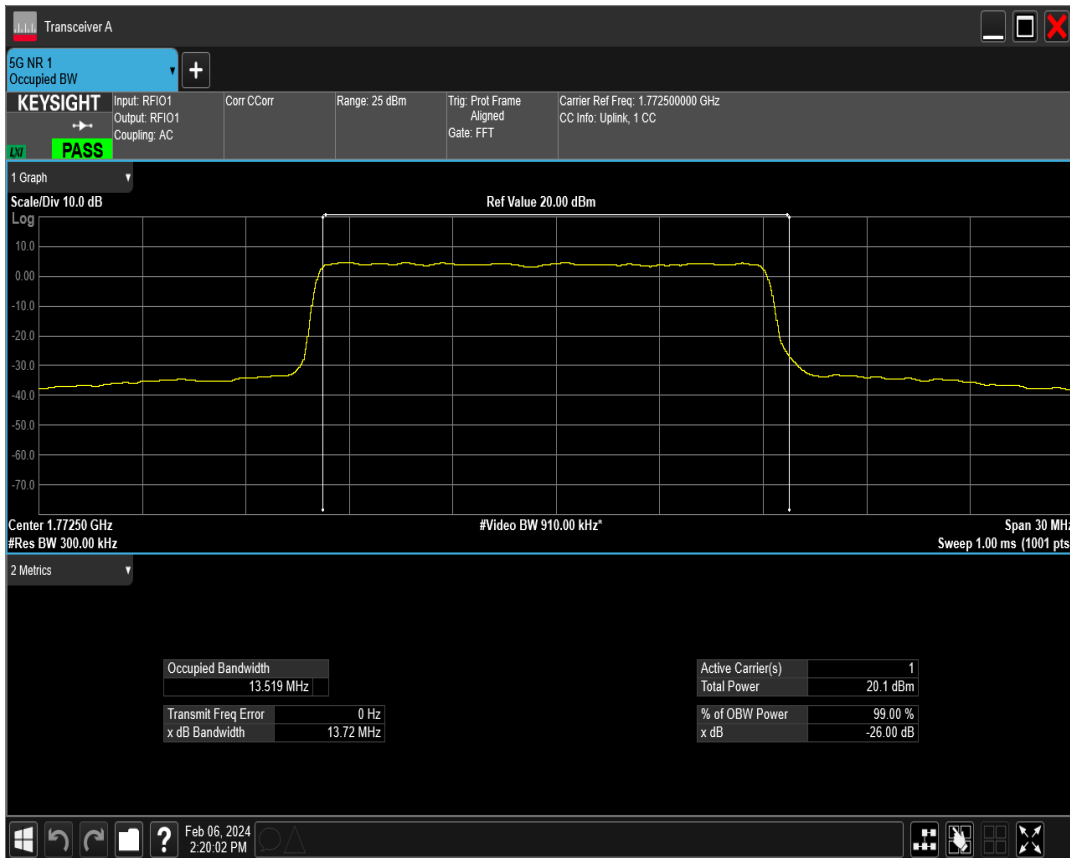 Transceiver A
5G NR 1
Occupied BW
+
KEYSIGHT
LXI
PASS
Input: RFIO1
Output: RFIO1
Coupling: AC
Corr CCorr
Range: 25 dBm
Trig: Prot Frame
Aligned
Gate: FFT
Carrier Ref Freq: 1.772500000 GHz
CC Info: Uplink, 1 CC
1 Graph
Scale/Div 10.0 dB
Ref Value 20.00 dBm
Log
10.0
0.00
-10.0
-20.0
-30.0
-40.0
-50.0
-60.0
-70.0
Center 1.77250 GHz
#Video BW 910.00 kHz*
Span 30 MHz
#Res BW 300.00 kHz
Sweep 1.00 ms (1001 pts
2 Metrics
Occupied Bandwidth
13.519 MHz
Transmit Freq Error 0 Hz
x dB Bandwidth 13.72 MHz
Active Carrier(s) 1
Total Power 20.1 dBm
% of OBW Power 99.00 %
x dB -26.00 dB
?
Feb 06, 2024
2:20:02 PM